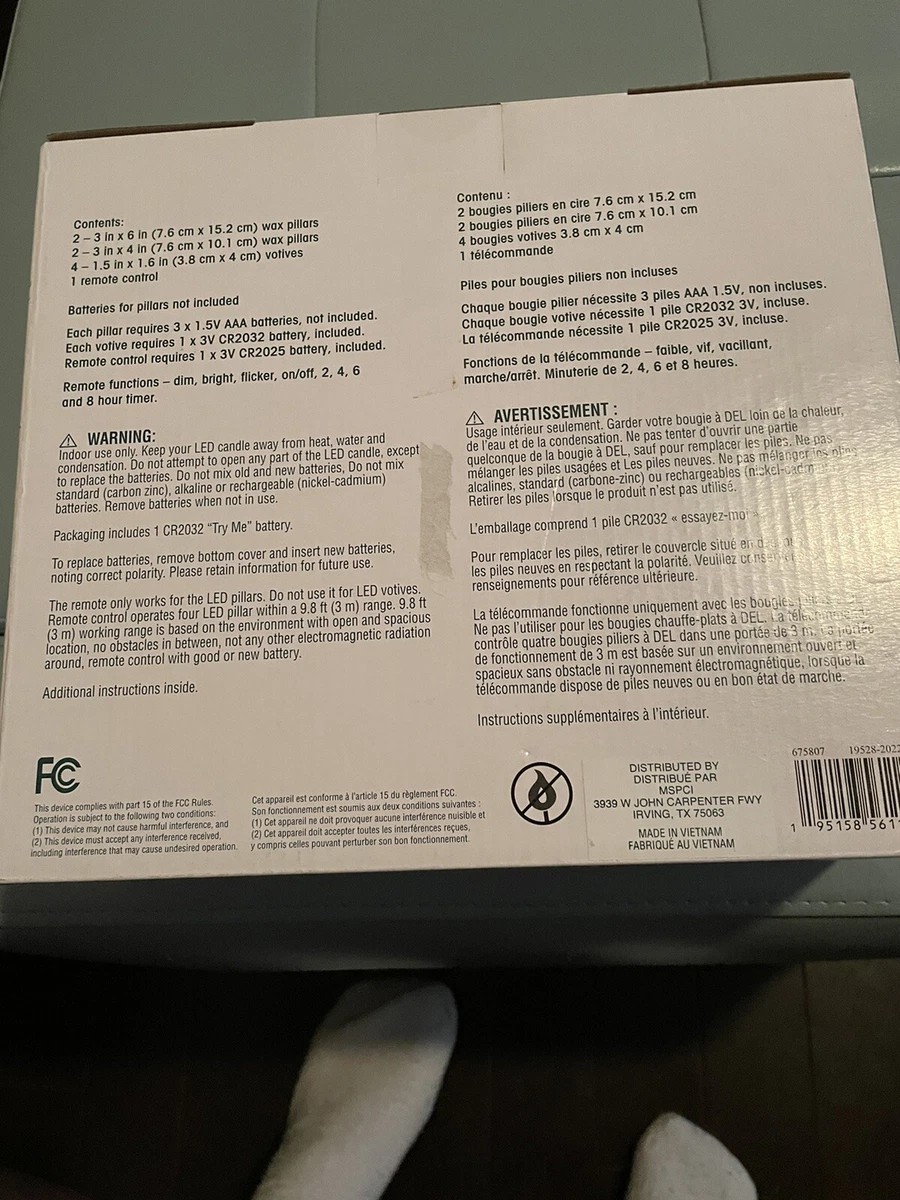 Contents:
2 – 3 in x 6 in (7.6 cm x 15.2 cm) wax pillars
2 – 3 in x 4 in (7.6 cm x 10.1 cm) wax pillars
4 – 1.5 in x 1.6 in (3.8 cm x 4 cm) votives
1 remote control
Batteries for pillars not included
Each pillar requires 3 x 1.5V AAA batteries, not included.
Each votive requires 1 x 3V CR2032 battery, included.
Remote control requires 1 x 3V CR2025 battery, included.
Remote functions – dim, bright, flicker, on/off, 2, 4, 6
and 8 hour timer.
WARNING:
Indoor use only. Keep your LED candle away from heat, water and
condensation. Do not attempt to open any part of the LED candle, except
to replace the batteries. Do not mix old and new batteries, Do not mix
standard (carbon zinc), alkaline or rechargeable (nickel-cadmium)
batteries. Remove batteries when not in use.
Packaging includes 1 CR2032 “Try Me” battery.
To replace batteries, remove bottom cover and insert new batteries,
noting correct polarity. Please retain information for future use.
The remote only works for the LED pillars. Do not use it for LED votives.
Remote control operates four LED pillar within a 9.8 ft (3 m) range. 9.8 ft
(3 m) working range is based on the environment with open and spacious
location, no obstacles in between, not any other electromagnetic radiation
around, remote control with good or new battery.
Additional instructions inside.
Contenu :
2 bougies piliers en cire 7.6 cm x 15.2 cm
2 bougies piliers en cire 7.6 cm x 10.1 cm
4 bougies votives 3.8 cm x 4 cm
1 télécommande
Piles pour bougies piliers non incluses
Chaque bougie pilier nécessite 3 piles AAA 1.5V, non incluses.
Chaque bougie votive nécessite 1 pile CR2032 3V, incluse.
La télécommande nécessite 1 pile CR2025 3V, incluse.
Fonctions de la télécommande – faible, vif, vacillant,
marche/arrêt. Minuterie de 2, 4, 6 et 8 heures.
AVERTISSEMENT :
Usage intérieur seulement. Garder votre bougie à DEL loin de la chaleur,
de l'eau et de la condensation. Ne pas tenter d'ouvrir une partie
quelconque de la bougie à DEL, sauf pour remplacer les piles. Ne pas
mélanger les piles usagées et Les piles neuves. Ne pas mélanger les piles
alcalines, standard (carbone-zinc) ou rechargeables
Retirer les piles lorsque le produit n'est pas utilisé.
L'emballage comprend 1 pile CR2032 « essayez-moi »
Pour remplacer les piles, retirer le couvercle situé en
les piles neuves en respectant la polarité. Veuillez
renseignements pour référence ultérieure.
La télécommande fonctionne uniquement avec les bougies
Ne pas l'utiliser pour les bougies chauffe-plats à DEL. La
contrôle quatre bougies piliers à DEL dans une portée de 3 m. La portée
de fonctionnement de 3 m est basée sur un environnement ouvert et
spacieux sans obstacle ni rayonnement électromagnétique, lorsque la
télécommande dispose de piles neuves ou en bon état de marche.
Instructions supplémentaires à l'intérieur.
FC
This device complies with part 15 of the FCC Rules.
Operation is subject to the following two conditions:
(1) This device may not cause harmful interference, and
(2) This device must accept any interference received,
including interference that may cause undesired operation.
Cet appareil est conforme à l'article 15 du règlement FCC.
Son fonctionnement est soumis aux deux conditions suivantes :
(1) Cet appareil ne doit provoquer aucune interférence nuisible et
(2) Cet appareil doit accepter toutes les interférences reçues,
y compris celles pouvant perturber son bon fonctionnement.
DISTRIBUTED BY
DISTRIBUÉ PAR
MSPCI
3939 W JOHN CARPENTER FWY
IRVING, TX 75063
MADE IN VIETNAM
FABRIQUÉ AU VIETNAM
675807 19528-2022
1 95158 561